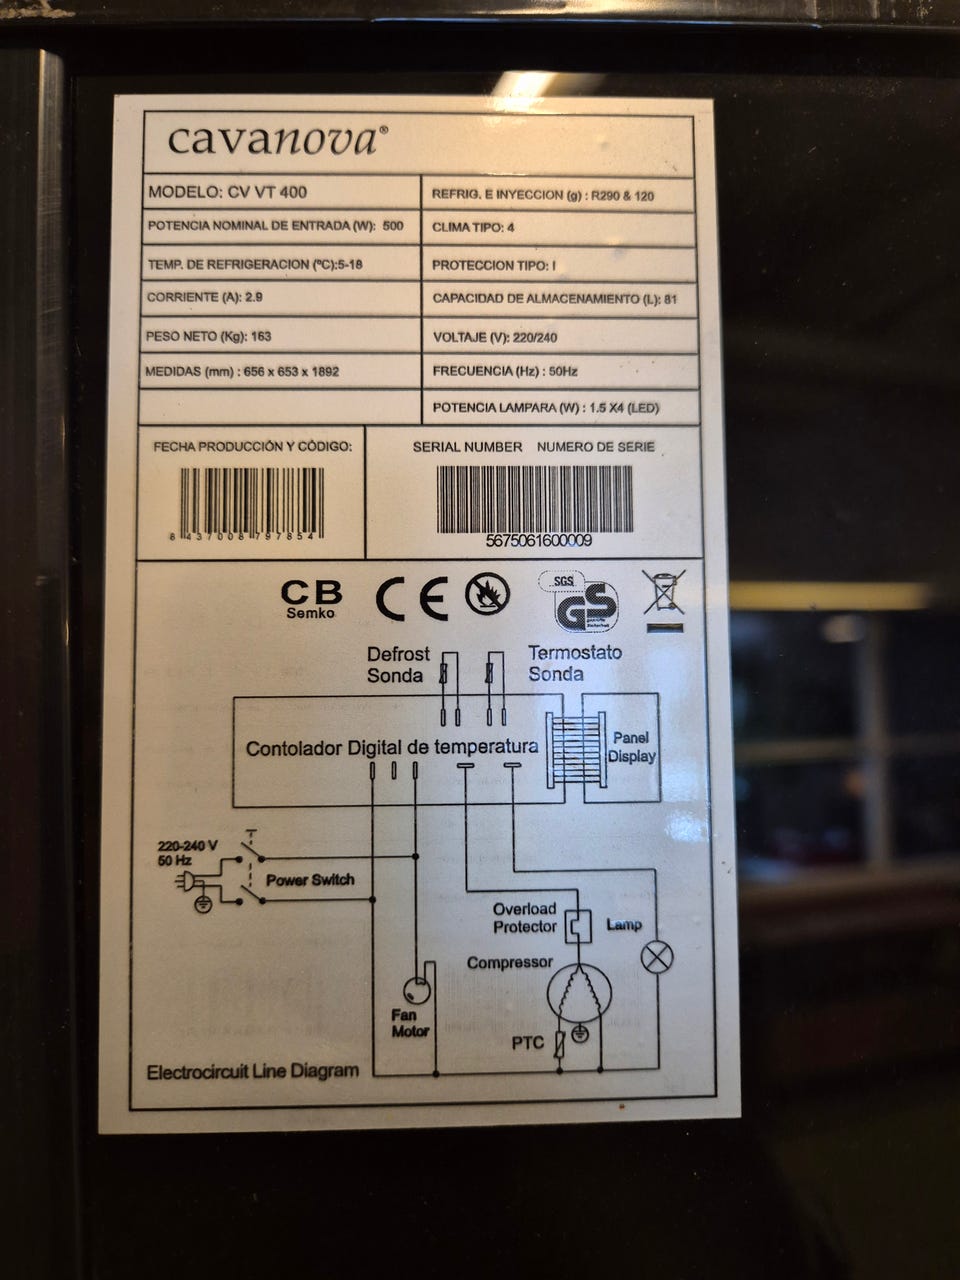 cavanova®
MODELO: CV VT 400
REFRIG. E INYECCION (g) : R290 & 120
POTENCIA NOMINAL DE ENTRADA (W): 500
CLIMA TIPO: 4
TEMP. DE REFRIGERACION (ºC):5-18
PROTECCION TIPO: I
CORRIENTE (A): 2.9
CAPACIDAD DE ALMACENAMIENTO (L): 81
PESO NETO (Kg): 163
VOLTAJE (V): 220/240
MEDIDAS (mm) : 656 x 653 x 1892
FRECUENCIA (Hz) : 50Hz
POTENCIA LAMPARA (W) : 1.5 X4 (LED)
FECHA PRODUCCIÓN Y CÓDIGO:
SERIAL NUMBER NUMERO DE SERIE
8 437008 797854
5675061600009
CB
Semko
CE
SGS
GS
geprüfte
Sicherheit
Defrost
Sonda
Termostato
Sonda
Contolador Digital de temperatura
Panel
Display
220-240 V
50 Hz
Power Switch
Overload
Protector
Lamp
Compressor
Fan
Motor
PTC
Electrocircuit Line Diagram